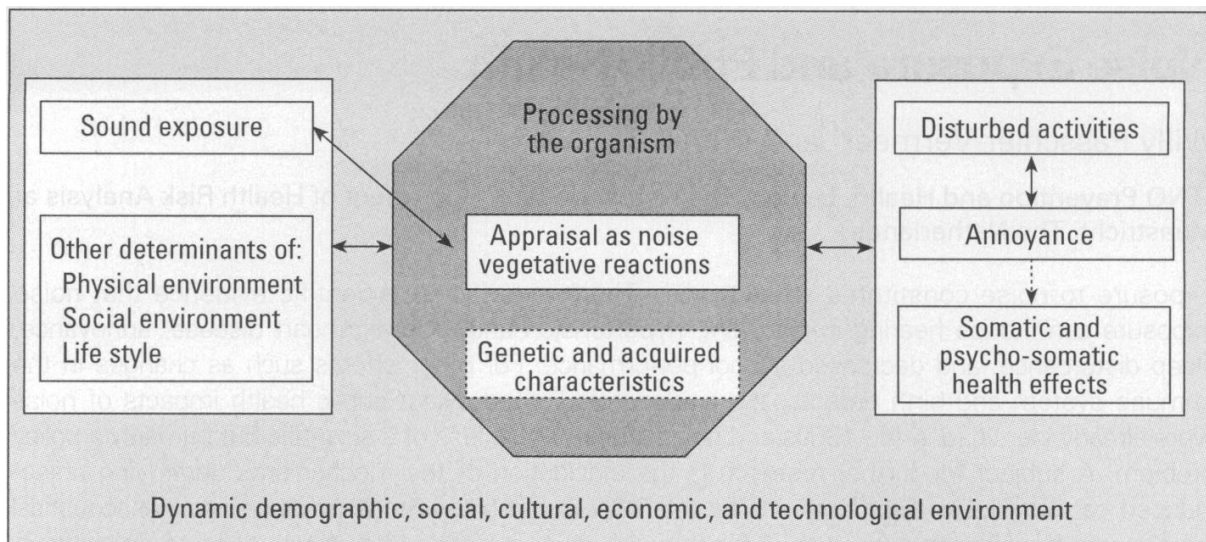 Sound exposure
Other determinants of:
Physical environment
Social environment
Life style
Processing by
the organism
Appraisal as noise
vegetative reactions
Genetic and acquired
characteristics
Disturbed activities
Annoyance
Somatic and
psycho-somatic
health effects
Dynamic demographic, social, cultural, economic, and technological environment